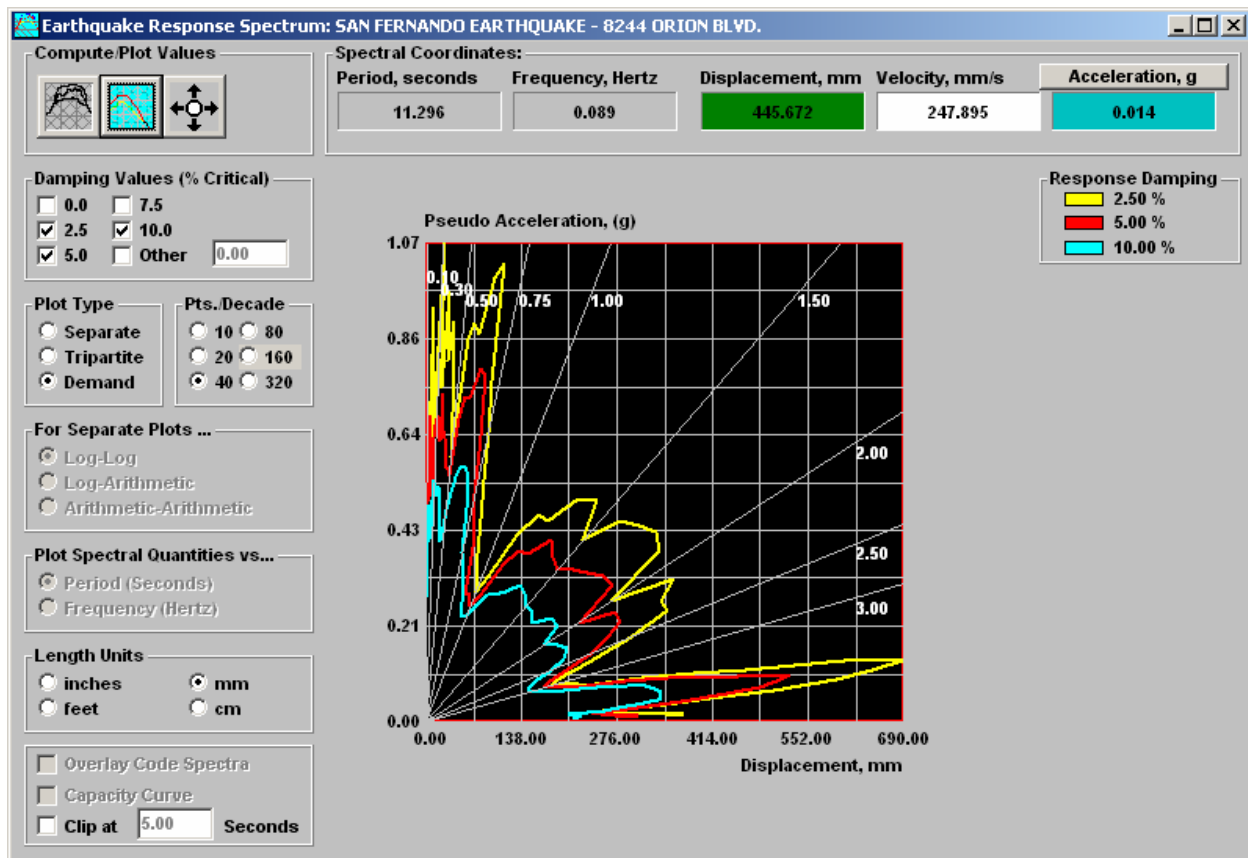 Earthquake Response Spectrum: SAN FERNANDO EARTHQUAKE - 8244 ORION BLVD.
Compute/Plot Values
Spectral Coordinates:
Period, seconds Frequency, Hertz Displacement, mm Velocity, mm/s Acceleration, g
11.296 0.089 445.672 247.895 0.014
Damping Values (% Critical)
0.0 7.5
2.5 10.0
5.0 Other 0.00
Response Damping
2.50 %
5.00 %
10.00 %
Plot Type
Separate
Tripartite
Demand
Pts./Decade
10 80
20 160
40 320
For Separate Plots ...
Log-Log
Log-Arithmetic
Arithmetic-Arithmetic
Plot Spectral Quantities vs...
Period (Seconds)
Frequency (Hertz)
Length Units
inches mm
feet cm
Overlay Code Spectra
Capacity Curve
Clip at 5.00 Seconds
Pseudo Acceleration, (g)
1.07
0.86
0.64
0.43
0.21
0.00
0.10
0.30
0.50 0.75 1.00 1.50
2.00
2.50
3.00
0.00 138.00 276.00 414.00 552.00 690.00
Displacement, mm